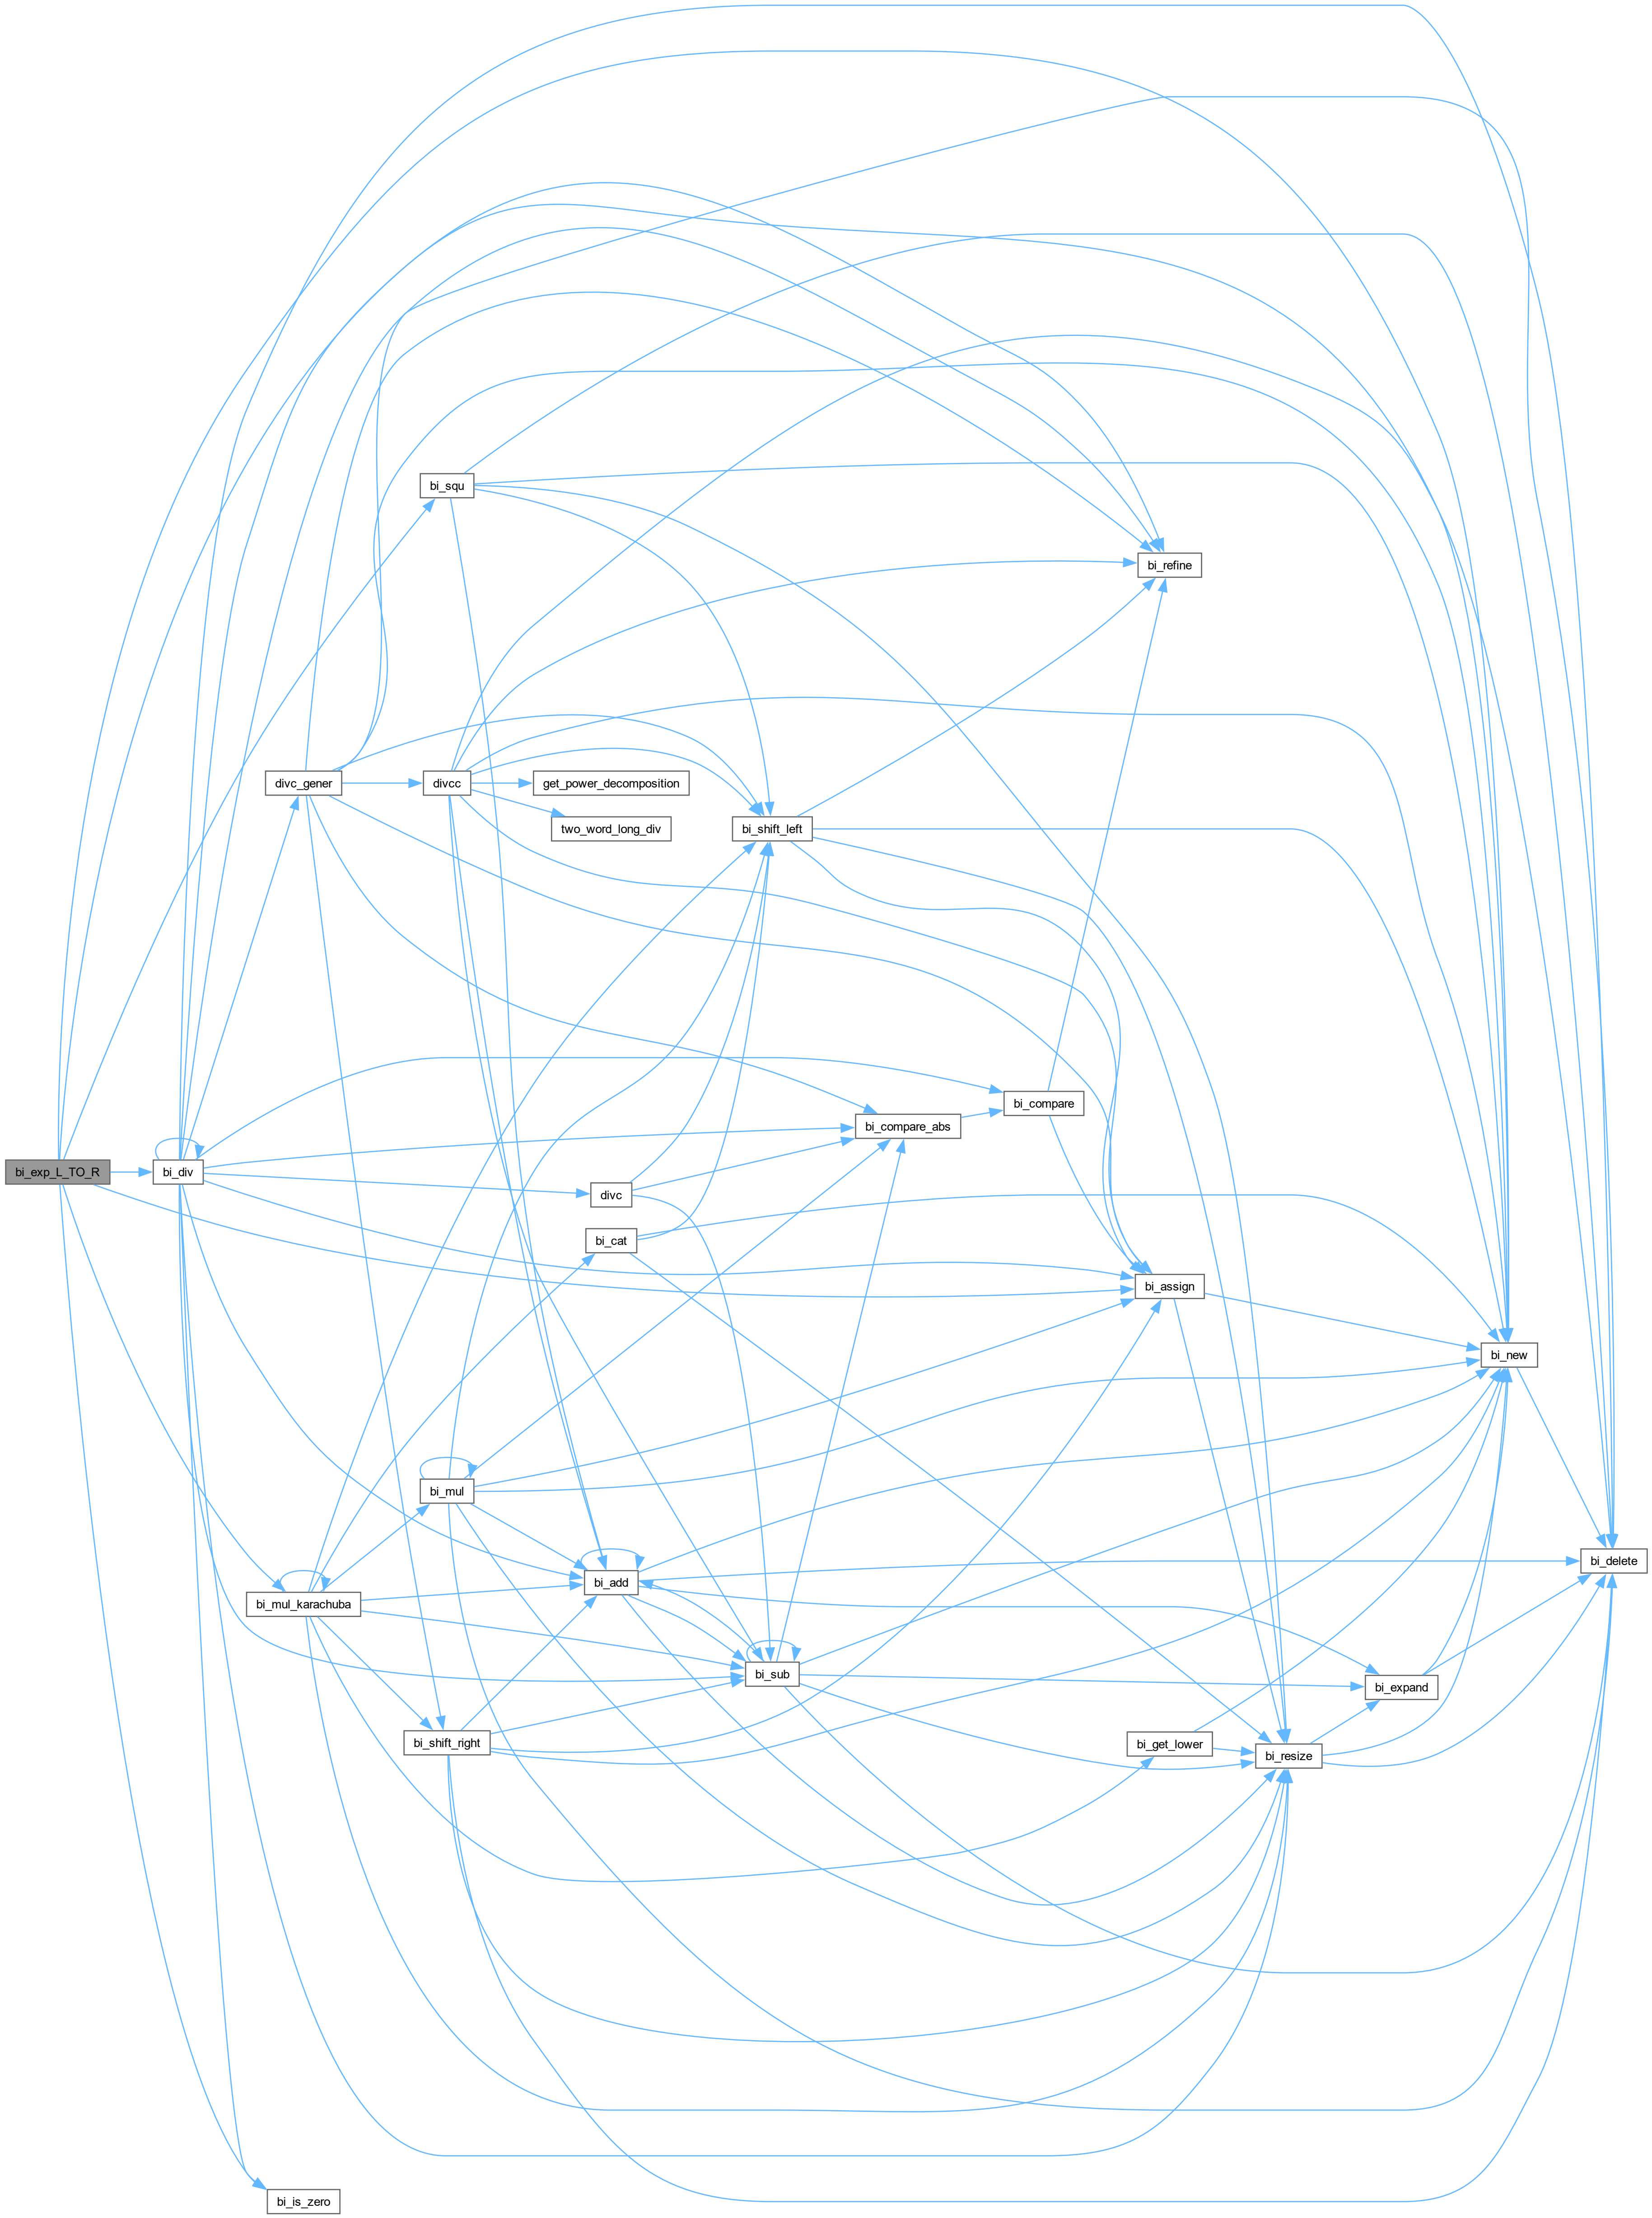 bi_squ
bi_refine
divc_gener
divcc
get_power_decomposition
two_word_long_div
bi_shift_left
bi_compare
bi_compare_abs
bi_exp_L_TO_R
bi_div
divc
bi_cat
bi_assign
bi_new
bi_mul
bi_delete
bi_add
bi_mul_karachuba
bi_sub
bi_expand
bi_shift_right
bi_get_lower
bi_resize
bi_is_zero